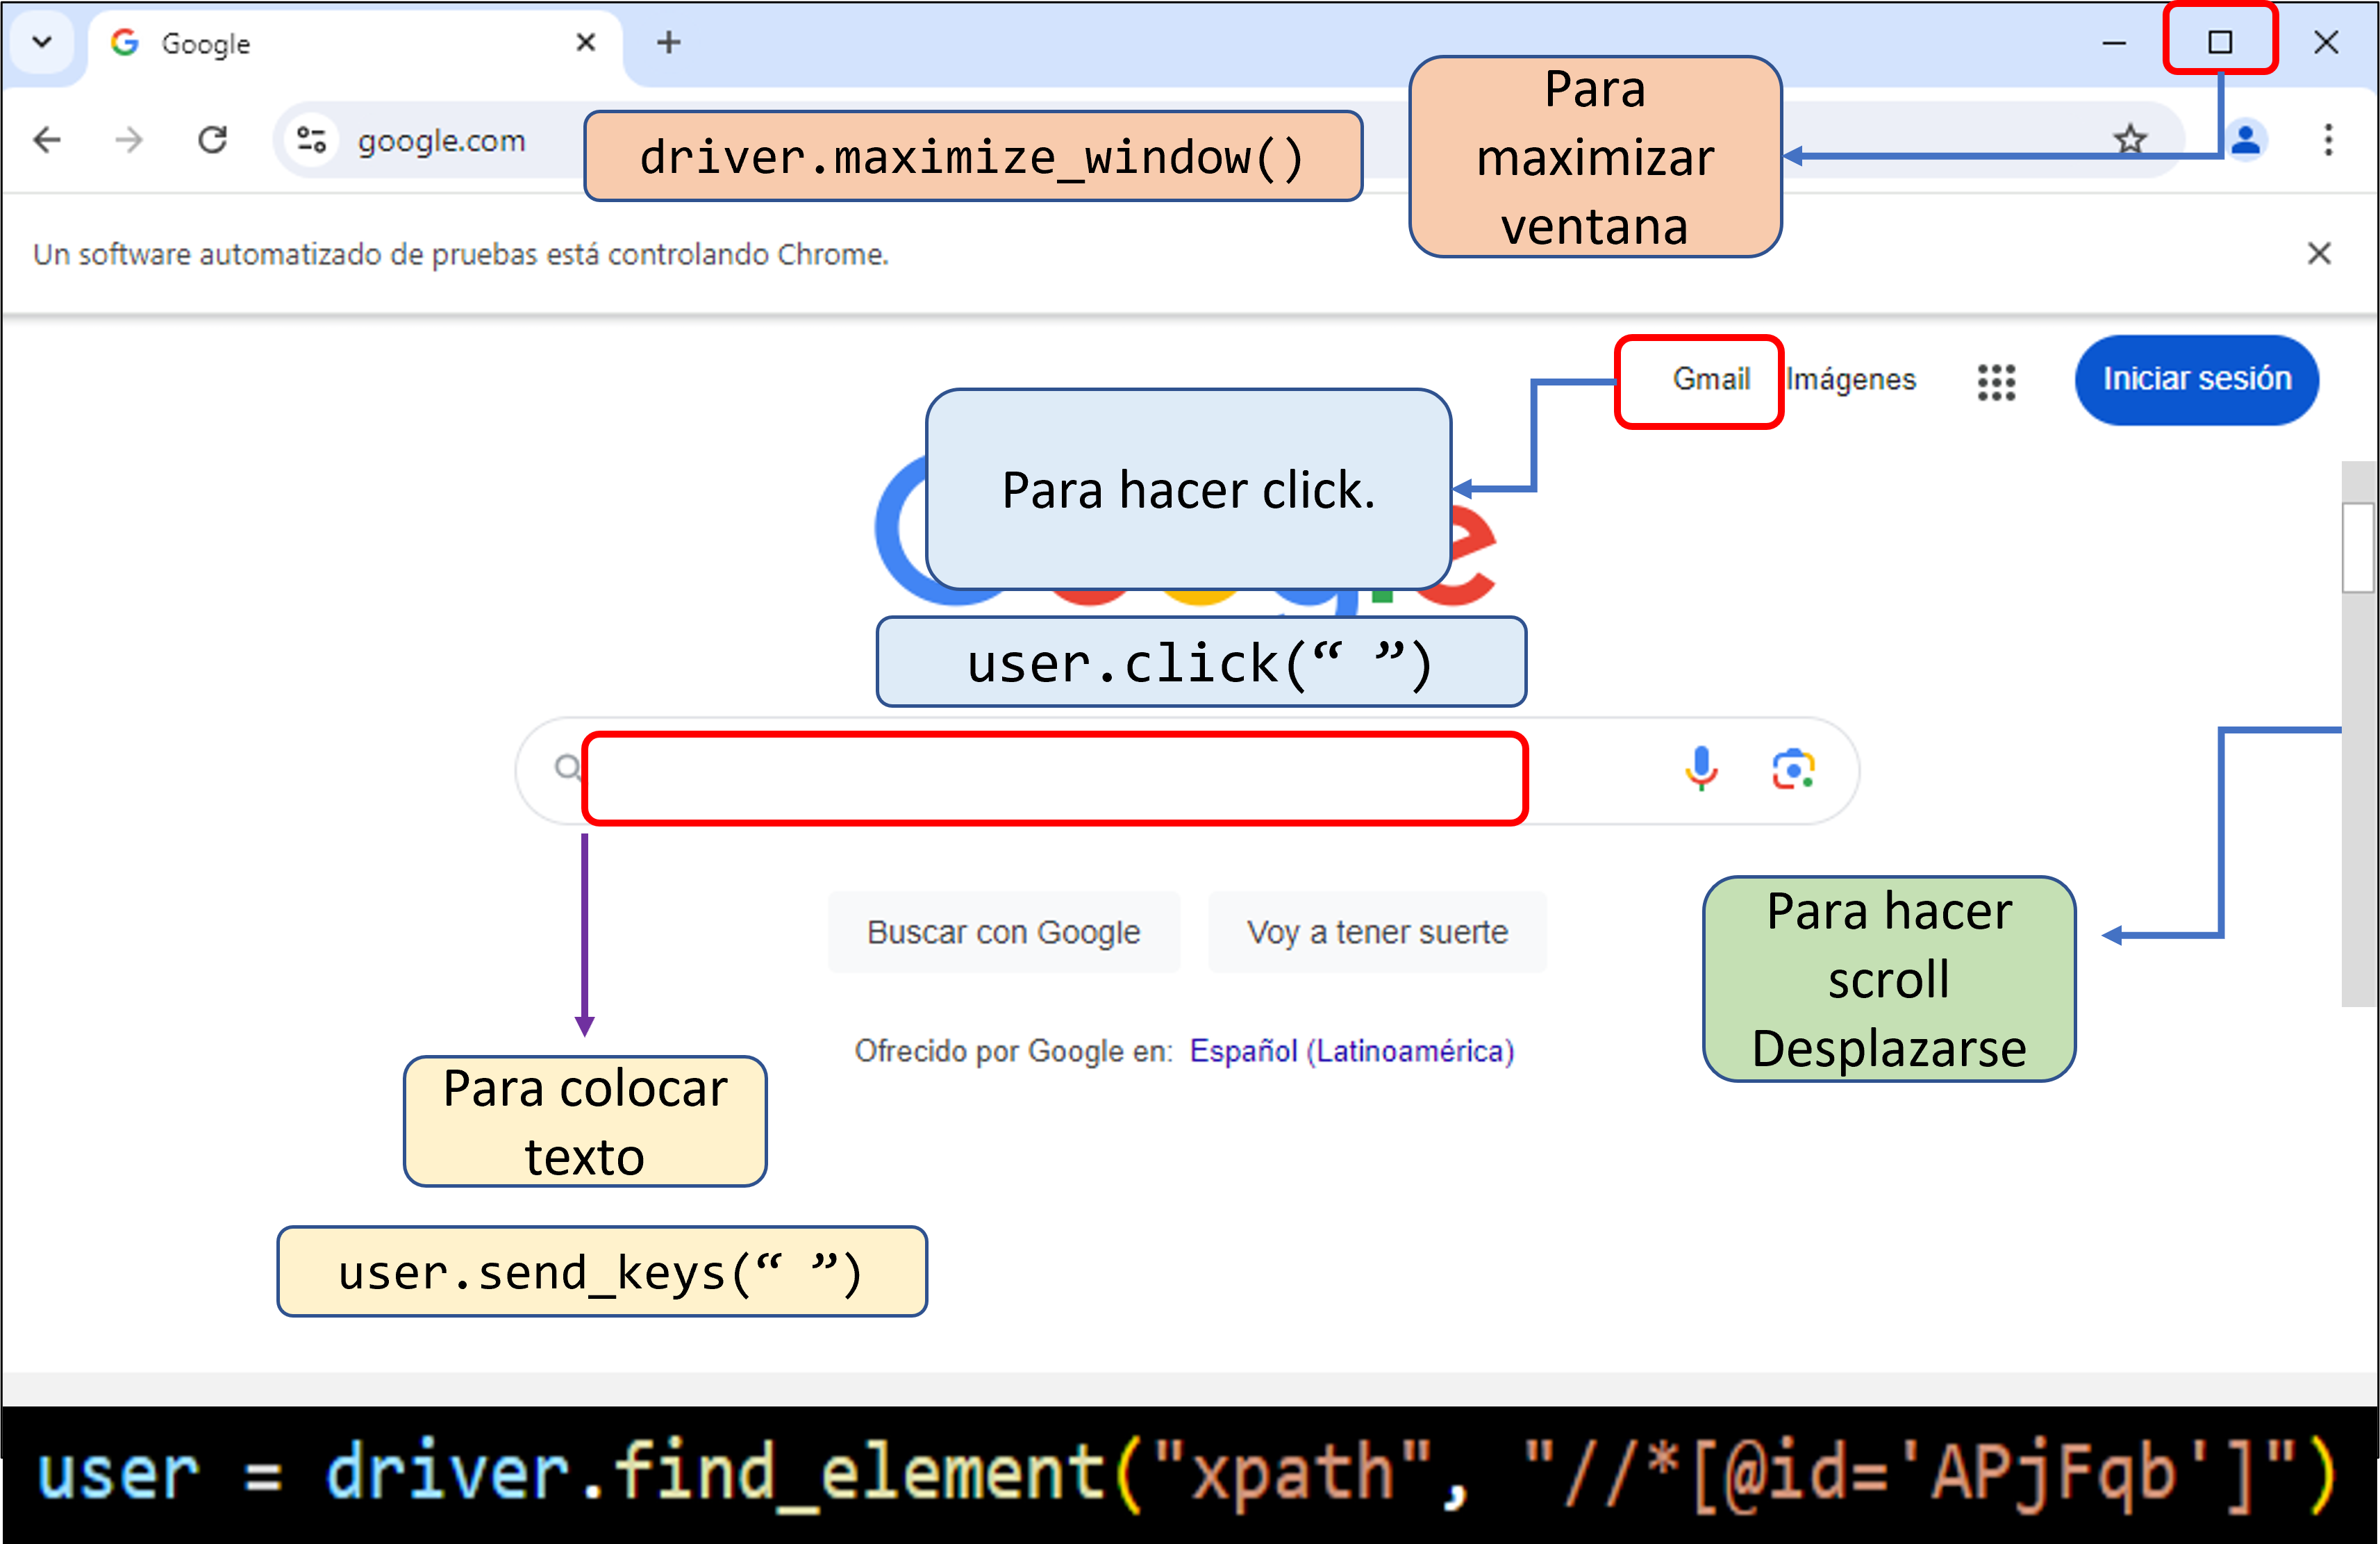 Google
google.com
driver.maximize_window()
Para
maximizar
ventana
Un software automatizado de pruebas está controlando Chrome.
Gmail Imágenes Iniciar sesión
Para hacer click.
user.click(“ ”)
Buscar con Google Voy a tener suerte
Para hacer
scroll
Desplazarse
Ofrecido por Google en: Español (Latinoamérica)
Para colocar
texto
user.send_keys(“ ”)
user = driver.find_element("xpath", "//*[@id='APjFqb']")